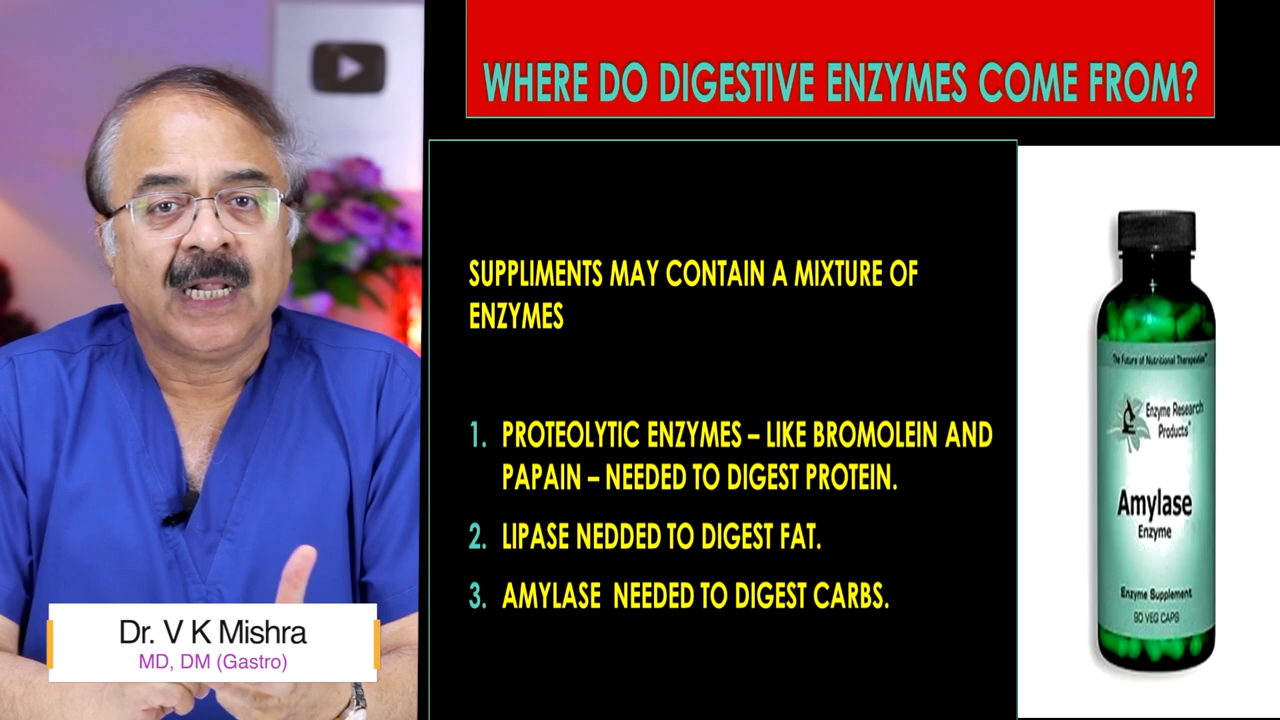 WHERE DO DIGESTIVE ENZYMES COME FROM?
SUPPLIMENTS MAY CONTAIN A MIXTURE OF
ENZYMES
1. PROTEOLYTIC ENZYMES – LIKE BROMOLEIN AND
PAPAIN – NEEDED TO DIGEST PROTEIN.
2. LIPASE NEDDED TO DIGEST FAT.
3. AMYLASE NEEDED TO DIGEST CARBS.
The Future of Nutritional Therapeutics
Enzyme Research
Products
Amylase
Enzyme
Enzyme Supplement
90 VEG CAPS
Dr. V K Mishra
MD, DM (Gastro)